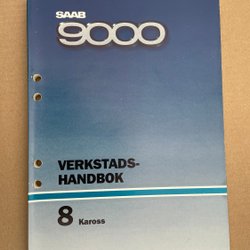 SAAB
9000
VERKSTADS-
HANDBOK
8 Kaross